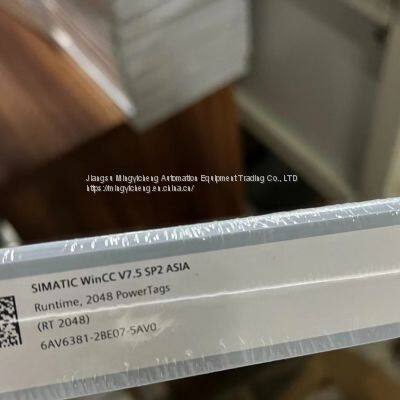 Jiangsu Mingyicheng Automation Equipment Trading Co., LTD
https://mingyicheng.en.china.cn/
SIMATIC WinCC V7.5 SP2 ASIA
Runtime, 2048 PowerTags
(RT 2048)
6AV6381-2BE07-5AV0